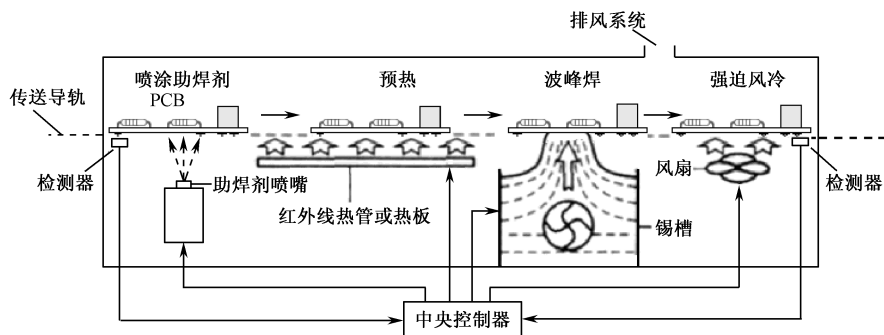 排风系统
喷涂助焊剂
PCB
预热
波峰焊
强迫风冷
传送导轨
检测器
助焊剂喷嘴
红外线热管或热板
风扇
检测器
锡槽
中央控制器